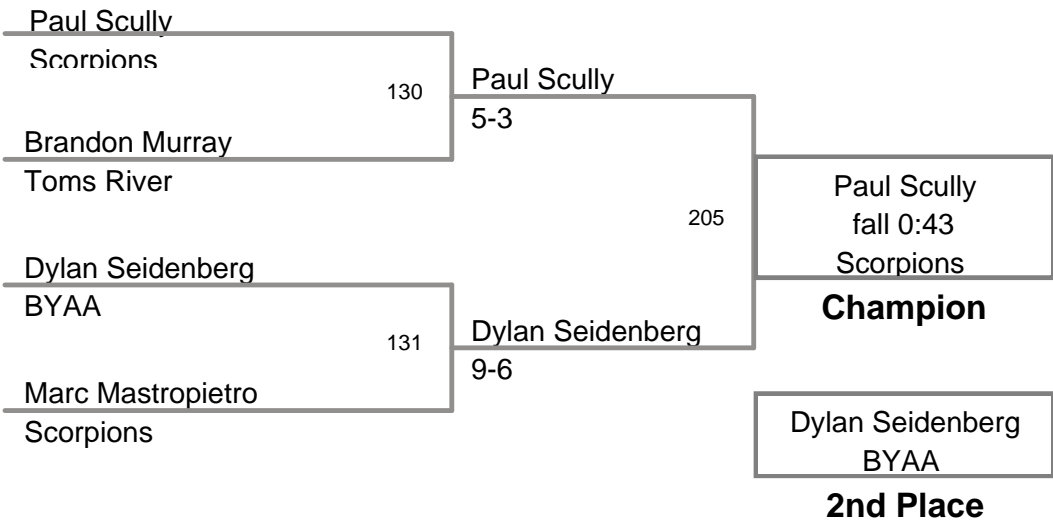 Paul Scully
Scorpions
130
Brandon Murray
Toms River
Paul Scully
5-3
Dylan Seidenberg
BYAA
131
Marc Mastropietro
Scorpions
Dylan Seidenberg
9-6
205
Paul Scully
fall 0:43
Scorpions
Champion
Dylan Seidenberg
BYAA
2nd Place